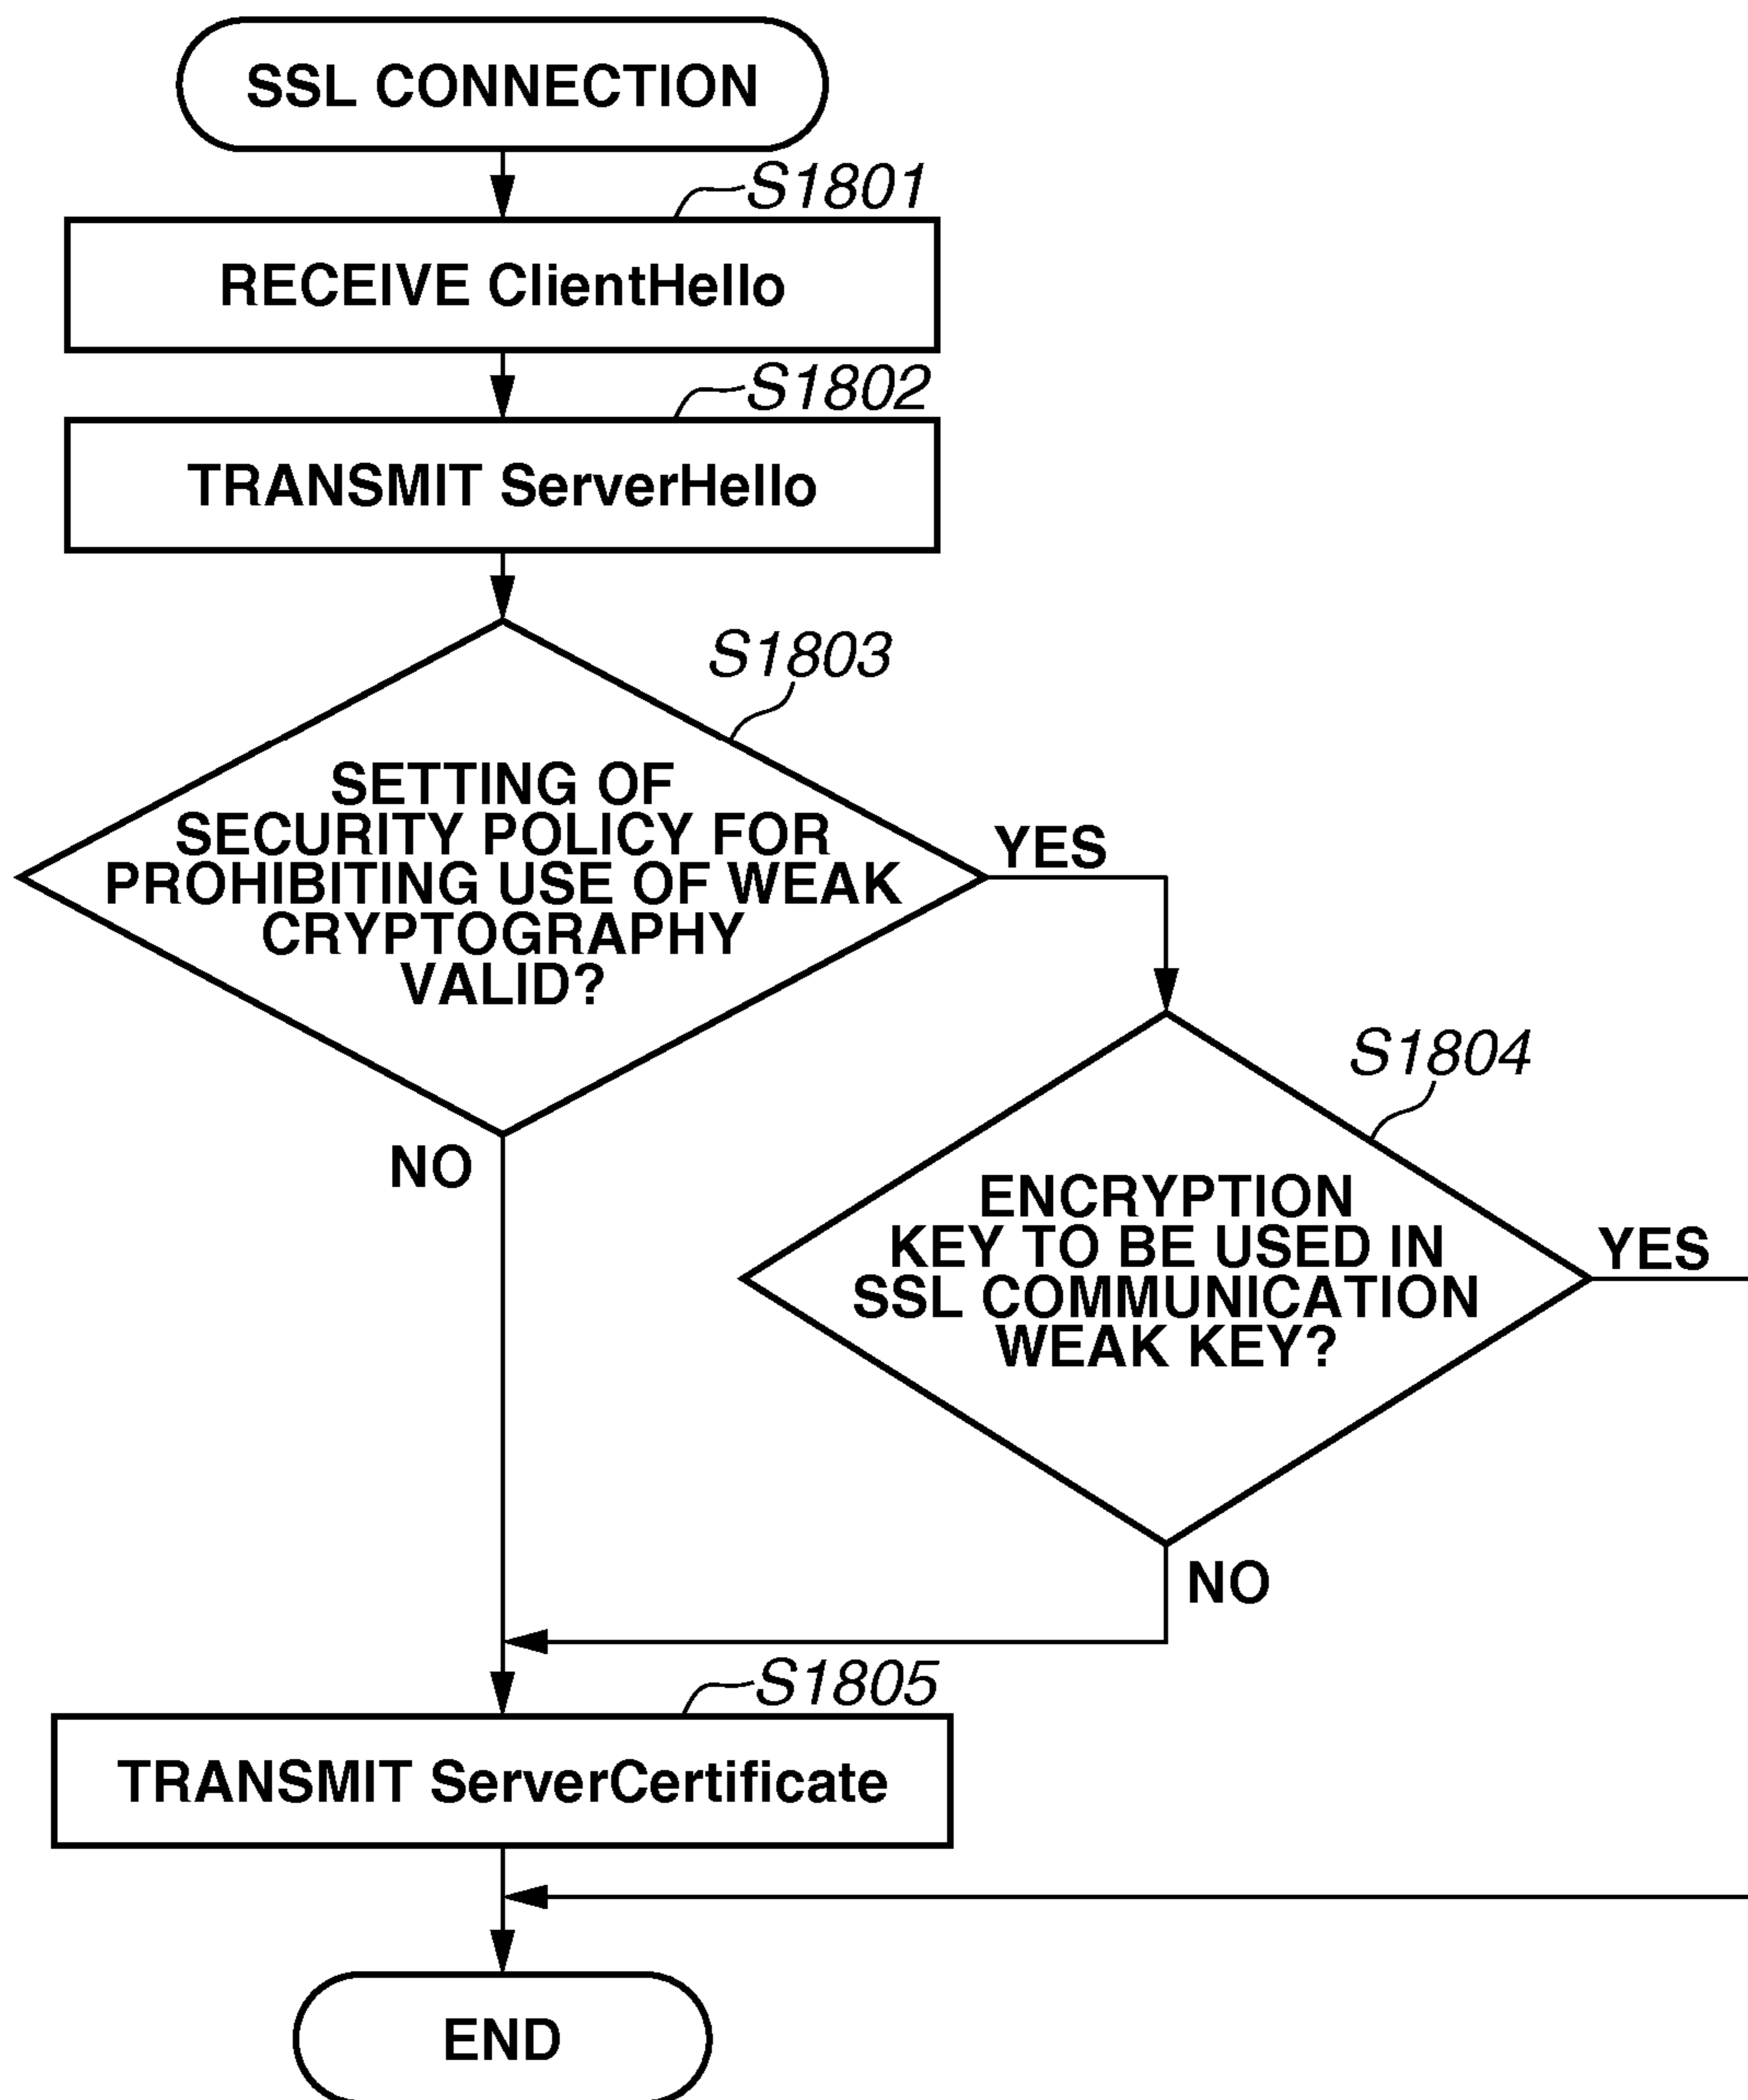 SSL CONNECTION
S1801
RECEIVE ClientHello
S1802
TRANSMIT ServerHello
S1803
SETTING OF
SECURITY POLICY FOR
PROHIBITING USE OF WEAK
CRYPTOGRAPHY
VALID?
YES
NO
S1804
ENCRYPTION
KEY TO BE USED IN
SSL COMMUNICATION
WEAK KEY?
YES
NO
S1805
TRANSMIT ServerCertificate
END